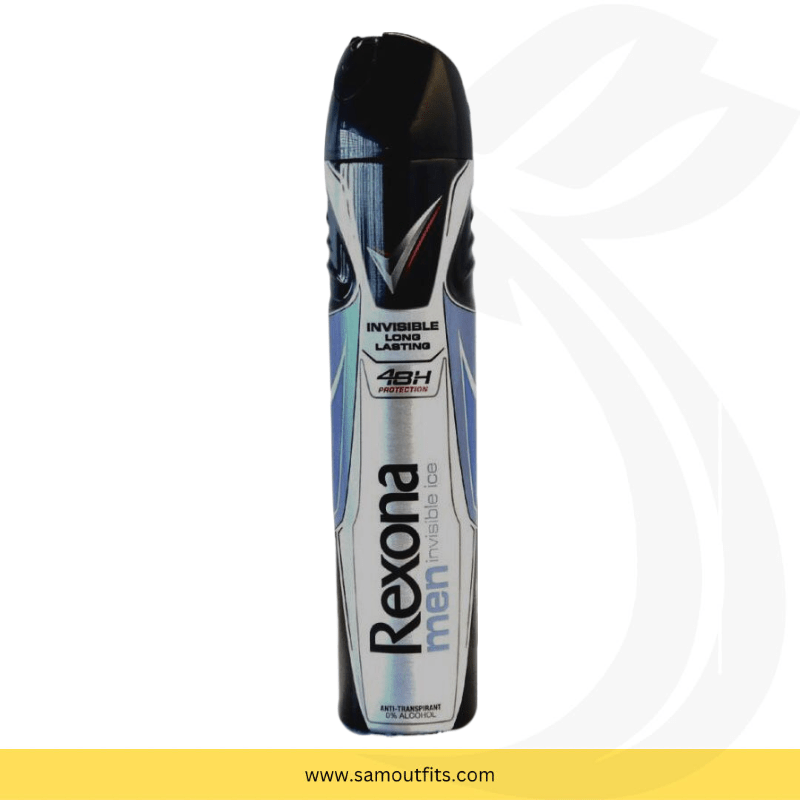 INVISIBLE
LONG
LASTING
48H
PROTECTION
Rexona
men invisible ice
ANTI-TRANSPIRANT
0% ALCOHOL
www.samoutfits.com